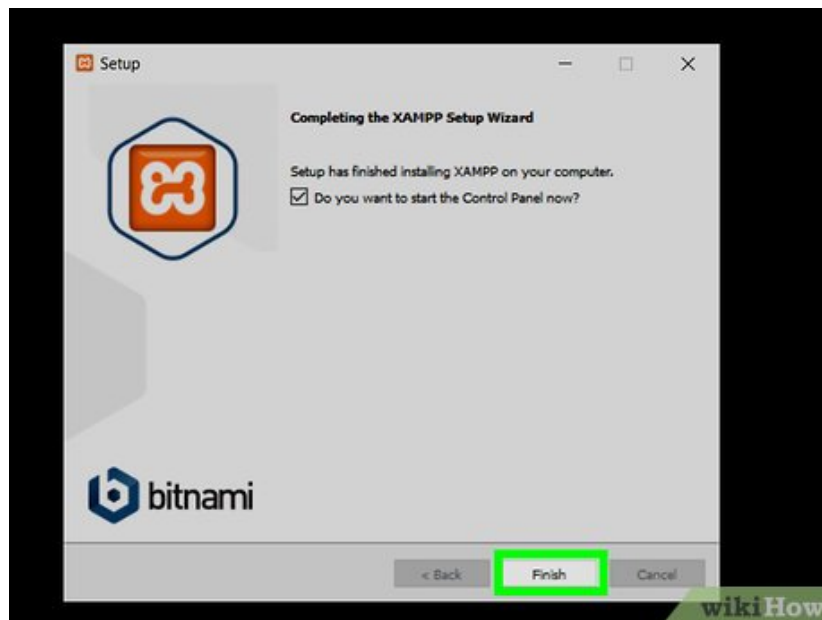 Setup
Completing the XAMPP Setup Wizard
Setup has finished installing XAMPP on your computer.
Do you want to start the Control Panel now?
bitnami
< Back
Finish
Cancel
wikiHow